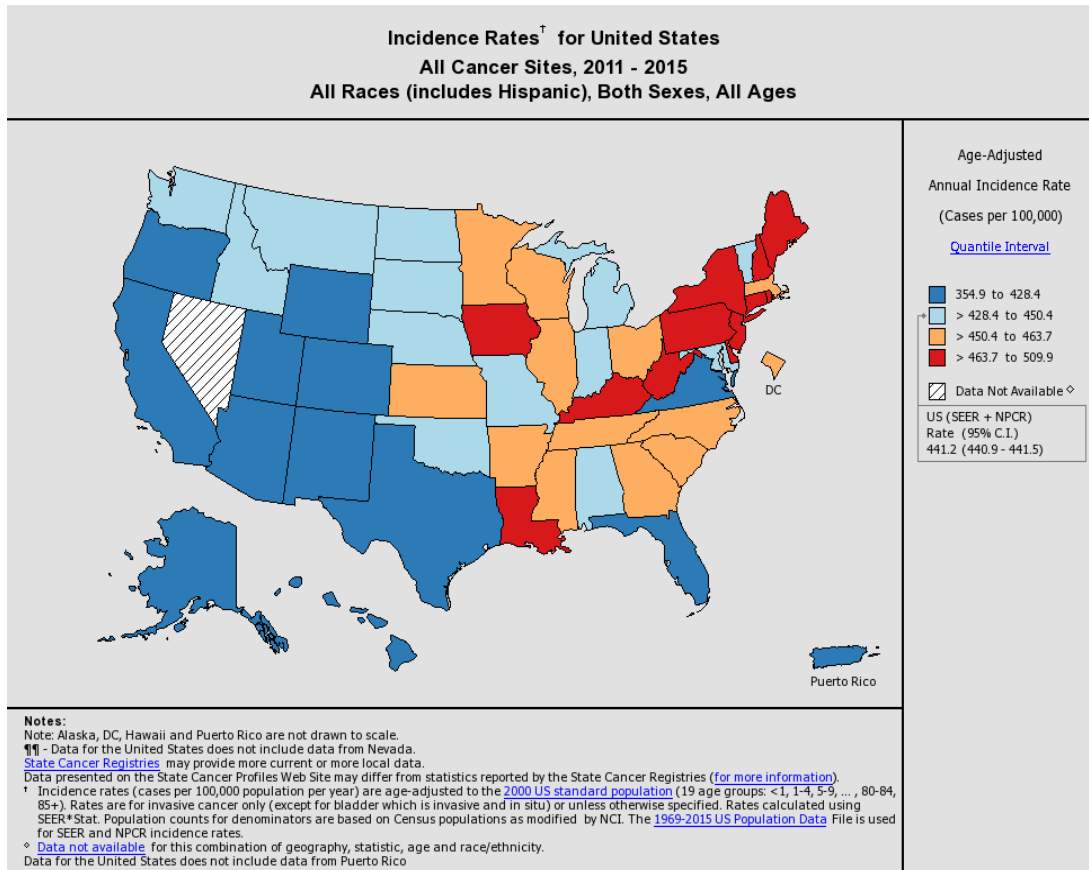 Incidence Rates† for United States
All Cancer Sites, 2011 - 2015
All Races (includes Hispanic), Both Sexes, All Ages
DC
Puerto Rico
Age-Adjusted
Annual Incidence Rate
(Cases per 100,000)
Quantile Interval
354.9 to 428.4
> 428.4 to 450.4
> 450.4 to 463.7
> 463.7 to 509.9
Data Not Available ◇
US (SEER + NPCR)
Rate (95% C.I.)
441.2 (440.9 - 441.5)
Notes:
Note: Alaska, DC, Hawaii and Puerto Rico are not drawn to scale.
¶¶ - Data for the United States does not include data from Nevada.
State Cancer Registries may provide more current or more local data.
Data presented on the State Cancer Profiles Web Site may differ from statistics reported by the State Cancer Registries (for more information).
† Incidence rates (cases per 100,000 population per year) are age-adjusted to the 2000 US standard population (19 age groups: <1, 1-4, 5-9, ... , 80-84,
85+). Rates are for invasive cancer only (except for bladder which is invasive and in situ) or unless otherwise specified. Rates calculated using
SEER*Stat. Population counts for denominators are based on Census populations as modified by NCI. The 1969-2015 US Population Data File is used
for SEER and NPCR incidence rates.
◇ Data not available for this combination of geography, statistic, age and race/ethnicity.
Data for the United States does not include data from Puerto Rico